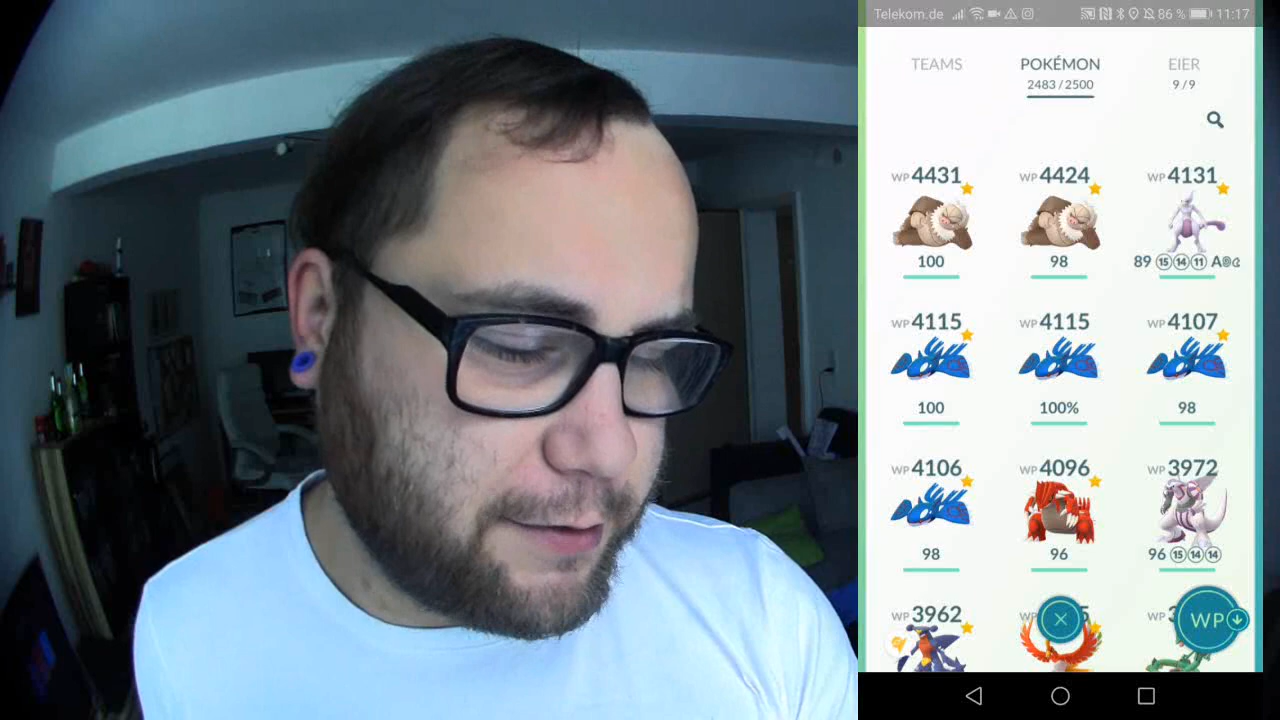 Telekom.de 86 % 11:17
TEAMS POKÉMON EIER
2483 / 2500 9 / 9
WP 4431 WP 4424 WP 4131
100 98 89 15 14 11
WP 4115 WP 4115 WP 4107
100 100% 98
WP 4106 WP 4096 WP 3972
98 96 96 15 14 14
WP 3962 WP
WP